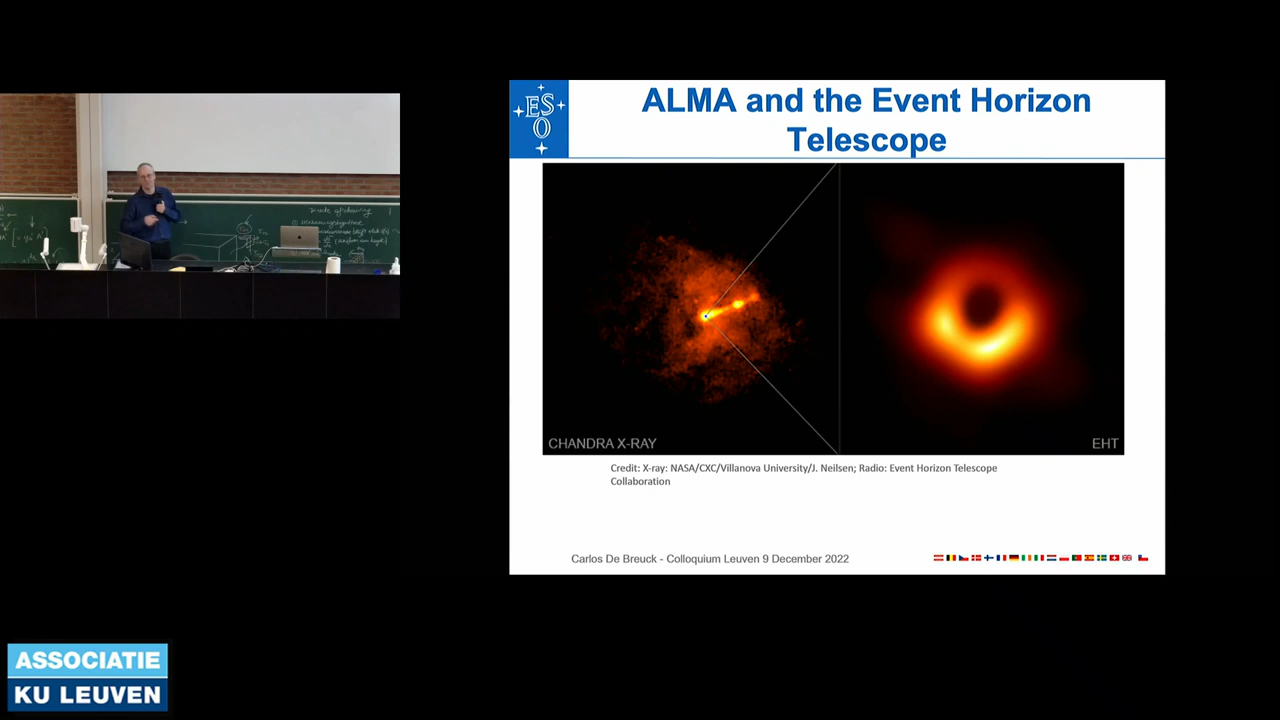 ESO
ALMA and the Event Horizon
Telescope
CHANDRA X-RAY
EHT
Credit: X-ray: NASA/CXC/Villanova University/J. Neilsen; Radio: Event Horizon Telescope
Collaboration
Carlos De Breuck - Colloquium Leuven 9 December 2022
ASSOCIATIE
KU LEUVEN